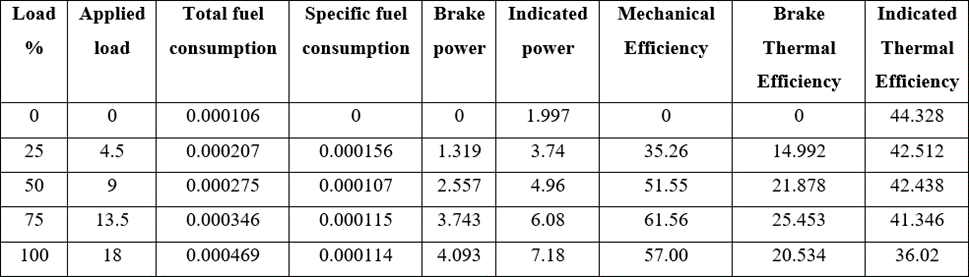 Load % Applied load Total fuel consumption Specific fuel consumption Brake power Indicated power Mechanical Efficiency Brake Thermal Efficiency Indicated Thermal Efficiency
0 0 0.000106 0 0 1.997 0 0 44.328
25 4.5 0.000207 0.000156 1.319 3.74 35.26 14.992 42.512
50 9 0.000275 0.000107 2.557 4.96 51.55 21.878 42.438
75 13.5 0.000346 0.000115 3.743 6.08 61.56 25.453 41.346
100 18 0.000469 0.000114 4.093 7.18 57.00 20.534 36.02